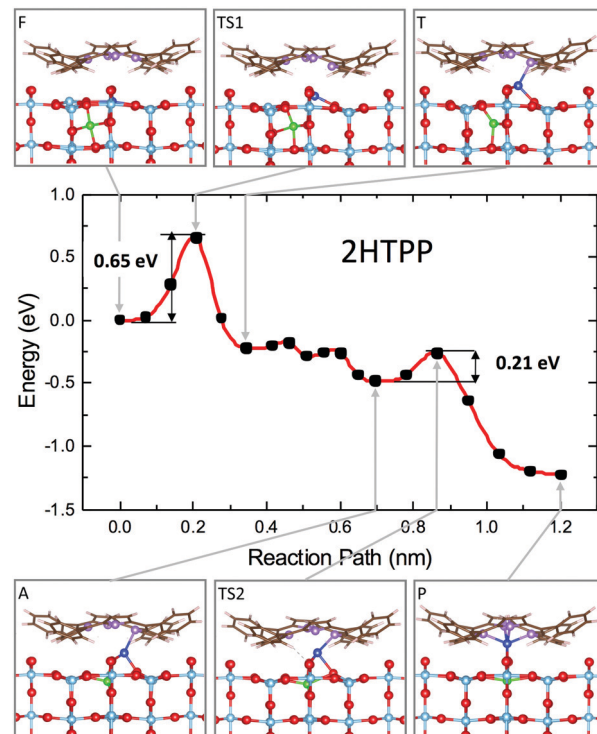 F
TS1
T
1.0
0.5
0.0
-0.5
-1.0
-1.5
Energy (eV)
0.65 eV
2HTPP
0.21 eV
0.0 0.2 0.4 0.6 0.8 1.0 1.2
Reaction Path (nm)
A
TS2
P